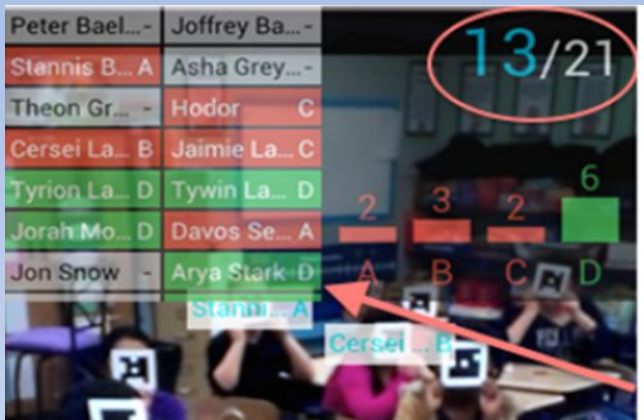 Peter Bael...- Joffrey Ba...-
Stannis B... A Asha Grey...-
Theon Gr... - Hodor C
Cersei La... B Jaimie La... C
Tyrion La... D Tywin La... D
Jorah Mo... D Davos Se... A
Jon Snow - Arya Stark D
13/21
2 3 2 6
A B C D
Stanni... A
Cersei ... B